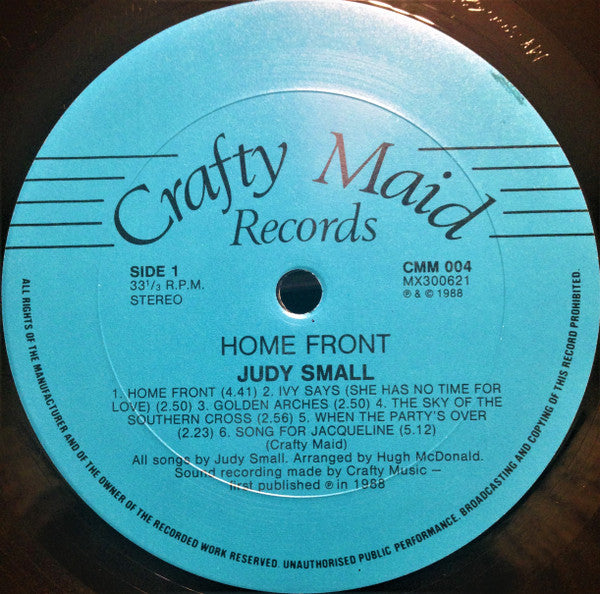 Crafty Maid
Records
SIDE 1
33 1/3 R.P.M.
STEREO
CMM 004
MX300621
℗ & © 1988
HOME FRONT
JUDY SMALL
1. HOME FRONT (4.41) 2. IVY SAYS (SHE HAS NO TIME FOR
LOVE) (2.50) 3. GOLDEN ARCHES (2.50) 4. THE SKY OF THE
SOUTHERN CROSS (2.56) 5. WHEN THE PARTY'S OVER
(2.23) 6. SONG FOR JACQUELINE (5.12)
(Crafty Maid)
All songs by Judy Small. Arranged by Hugh McDonald.
Sound recording made by Crafty Music —
first published ℗ in 1988
ALL RIGHTS OF THE MANUFACTURER AND OF THE OWNER OF THE RECORDED WORK RESERVED. UNAUTHORISED PUBLIC PERFORMANCE, BROADCASTING AND COPYING OF THIS RECORD PROHIBITED.